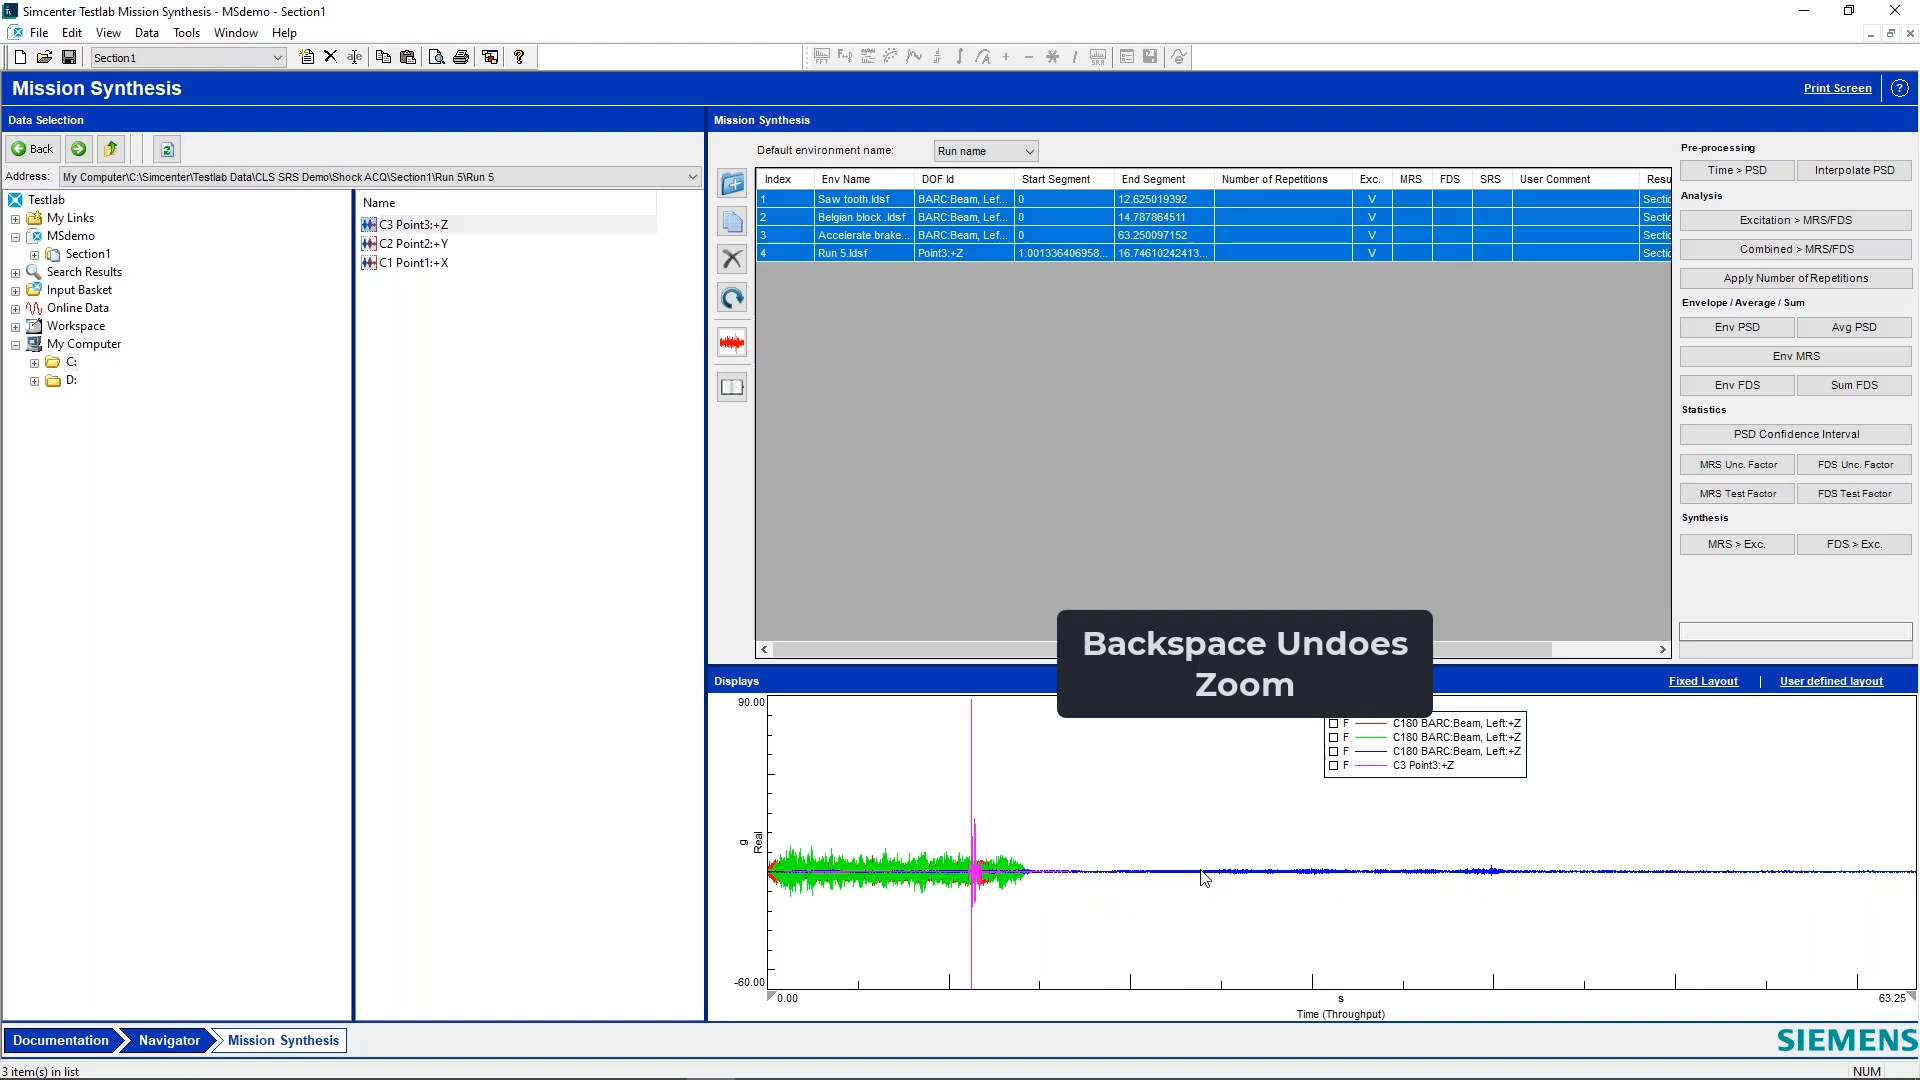 Simcenter Testlab Mission Synthesis - MSdemo - Section1
File Edit View Data Tools Window Help
Section1
Mission Synthesis
Print Screen
Data Selection
Back
Address: My Computer\C:\Simcenter\Testlab Data\CLS SRS Demo\Shock ACQ\Section1\Run 5\Run 5
Testlab
My Links
MSdemo
Section1
Search Results
Input Basket
Online Data
Workspace
My Computer
C:
D:
Name
C3 Point3:+Z
C2 Point2:+Y
C1 Point1:+X
Mission Synthesis
Default environment name: Run name
Index Env Name DOF Id Start Segment End Segment Number of Repetitions Exc. MRS FDS SRS User Comment Resu
1 Saw tooth.ldsf BARC:Beam, Lef... 0 12.625019392 V Sectic
2 Belgian block .ldsf BARC:Beam, Lef... 0 14.787864511 V Sectic
3 Accelerate brake... BARC:Beam, Lef... 0 63.250097152 V Sectic
4 Run 5.ldsf Point3:+Z 1.001336406958... 16.74610242413... V Sectic
Pre-processing
Time > PSD Interpolate PSD
Analysis
Excitation > MRS/FDS
Combined > MRS/FDS
Apply Number of Repetitions
Envelope / Average / Sum
Env PSD Avg PSD
Env MRS
Env FDS Sum FDS
Statistics
PSD Confidence Interval
MRS Unc. Factor FDS Unc. Factor
MRS Test Factor FDS Test Factor
Synthesis
MRS > Exc. FDS > Exc.
Backspace Undoes
Zoom
Displays
Fixed Layout | User defined layout
90.00
F C180 BARC:Beam, Left:+Z
F C180 BARC:Beam, Left:+Z
F C180 BARC:Beam, Left:+Z
F C3 Point3:+Z
g
Real
-60.00
0.00 s 63.25
Time (Throughput)
Documentation Navigator Mission Synthesis
SIEMENS
3 item(s) in list
NUM